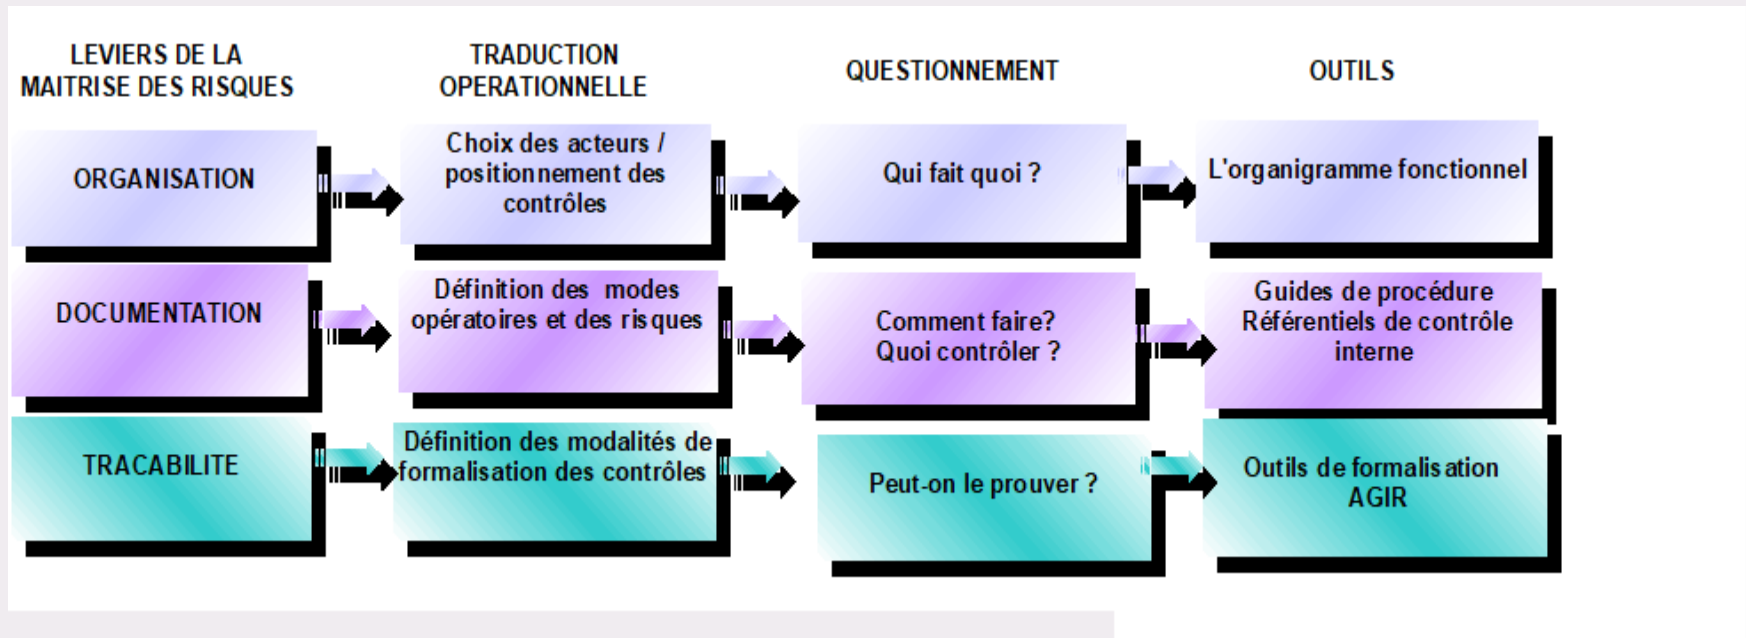 LEVIERS DE LA
MAITRISE DES RISQUES
TRADUCTION
OPERATIONNELLE
QUESTIONNEMENT
OUTILS
ORGANISATION
Choix des acteurs /
positionnement des
contrôles
Qui fait quoi ?
L'organigramme fonctionnel
DOCUMENTATION
Définition des modes
opératoires et des risques
Comment faire?
Quoi contrôler ?
Guides de procédure
Référentiels de contrôle
interne
TRACABILITE
Définition des modalités de
formalisation des contrôles
Peut-on le prouver ?
Outils de formalisation
AGIR